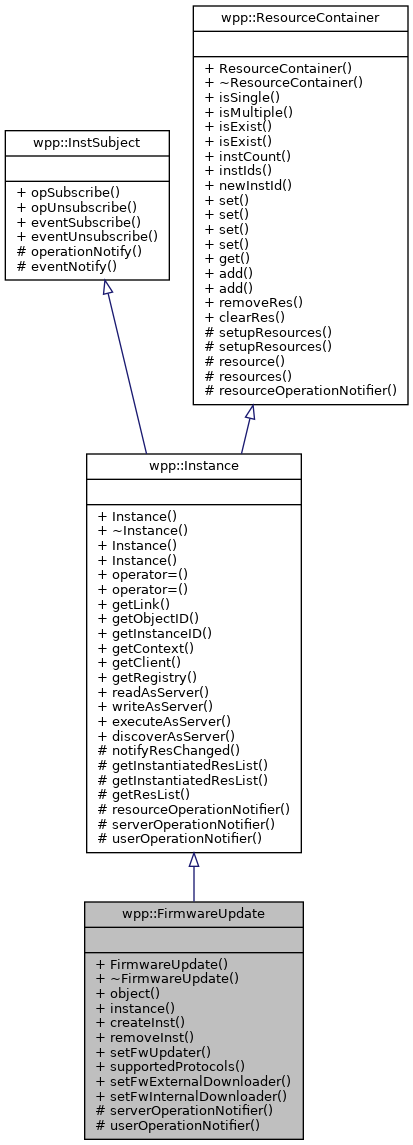 wpp::ResourceContainer
+ ResourceContainer()
+ ~ResourceContainer()
+ isSingle()
+ isMultiple()
+ isExist()
+ isExist()
+ instCount()
+ instIds()
+ newInstId()
+ set()
+ set()
+ set()
+ set()
+ get()
+ add()
+ add()
+ removeRes()
+ clearRes()
# setupResources()
# setupResources()
# resource()
# resources()
# resourceOperationNotifier()
wpp::InstSubject
+ opSubscribe()
+ opUnsubscribe()
+ eventSubscribe()
+ eventUnsubscribe()
# operationNotify()
# eventNotify()
wpp::Instance
+ Instance()
+ ~Instance()
+ Instance()
+ Instance()
+ operator=()
+ operator=()
+ getLink()
+ getObjectID()
+ getInstanceID()
+ getContext()
+ getClient()
+ getRegistry()
+ readAsServer()
+ writeAsServer()
+ executeAsServer()
+ discoverAsServer()
# notifyResChanged()
# getInstantiatedResList()
# getInstantiatedResList()
# getResList()
# resourceOperationNotifier()
# serverOperationNotifier()
# userOperationNotifier()
wpp::FirmwareUpdate
+ FirmwareUpdate()
+ ~FirmwareUpdate()
+ object()
+ instance()
+ createInst()
+ removeInst()
+ setFwUpdater()
+ supportedProtocols()
+ setFwExternalDownloader()
+ setFwInternalDownloader()
# serverOperationNotifier()
# userOperationNotifier()